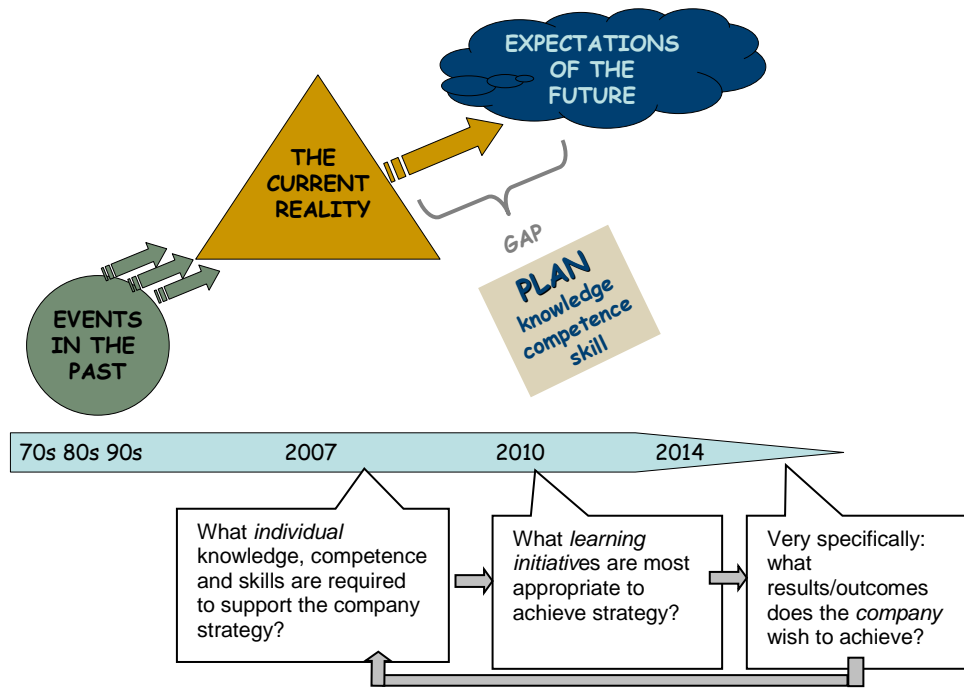 EXPECTATIONS
OF THE
FUTURE
THE
CURRENT
REALITY
GAP
PLAN
knowledge
competence
skill
EVENTS
IN THE
PAST
70s 80s 90s 2007 2010 2014
What individual
knowledge, competence
and skills are required
to support the company
strategy?
What learning
initiatives are most
appropriate to
achieve strategy?
Very specifically:
what
results/outcomes
does the company
wish to achieve?